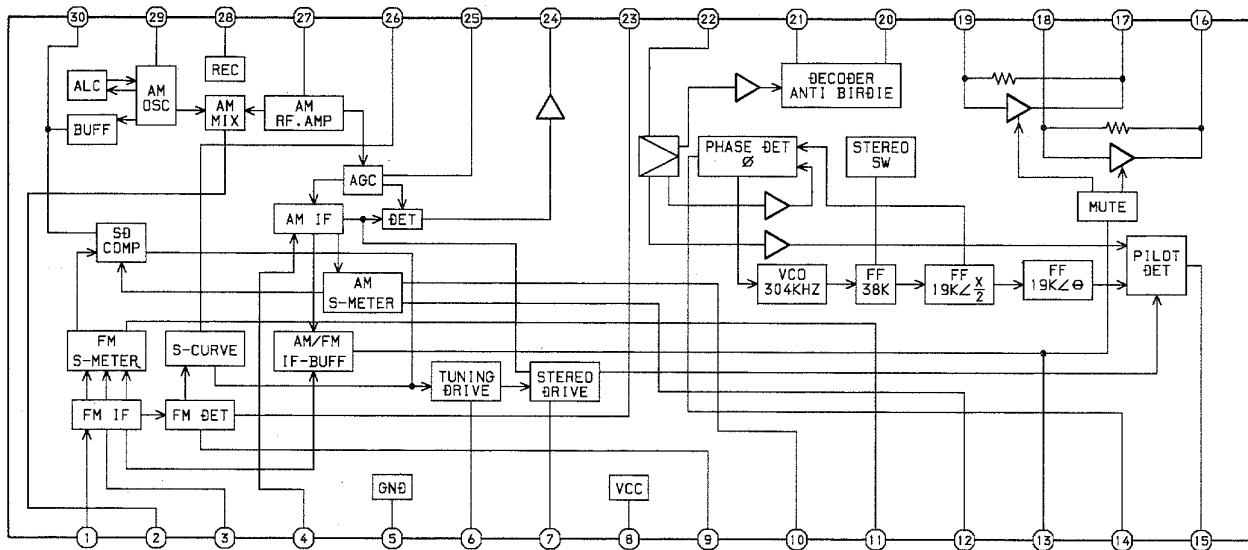 30 29 28 27 26 25 24 23 22 21 20 19 18 17 16
REC
ALC
AM
OSC
AM
MIX
AM
RF.AMP
BUFF
DECODER
ANTI BIRDIE
PHASE DET
Ø
STEREO
SW
AGC
AM IF
DET
MUTE
SD
COMP
PILOT
DET
AM
S-METER
VCO
304KHZ
FF
38K
FF
19K∠X/2
FF
19K∠θ
FM
S-METER
S-CURVE
AM/FM
IF-BUFF
TUNING
DRIVE
STEREO
DRIVE
FM IF
FM DET
GND
VCC
1 2 3 4 5 6 7 8 9 10 11 12 13 14 15